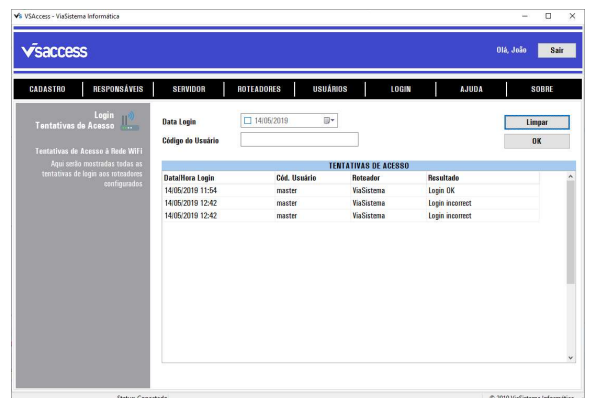 VSAccess - ViaSistema Informática
Vsaccess
Olá, João
Sair
CADASTRO
RESPONSÁVEIS
SERVIDOR
ROTEADORES
USUÁRIOS
LOGIN
AJUDA
SOBRE
Login
Tentativas de Acesso
Tentativas de Acesso à Rede WiFi
Aqui serão mostradas todas as
tentativas de login aos roteadores
configurados
Data Login
14/05/2019
Limpar
Código do Usuário
OK
TENTATIVAS DE ACESSO
Data/Hora Login Cód. Usuário Roteador Resultado
14/05/2019 11:54 master ViaSistema Login OK
14/05/2019 12:42 master ViaSistema Login incorrect
14/05/2019 12:42 master ViaSistema Login incorrect
Status: Conectado
© 2019 ViaSistema Informática